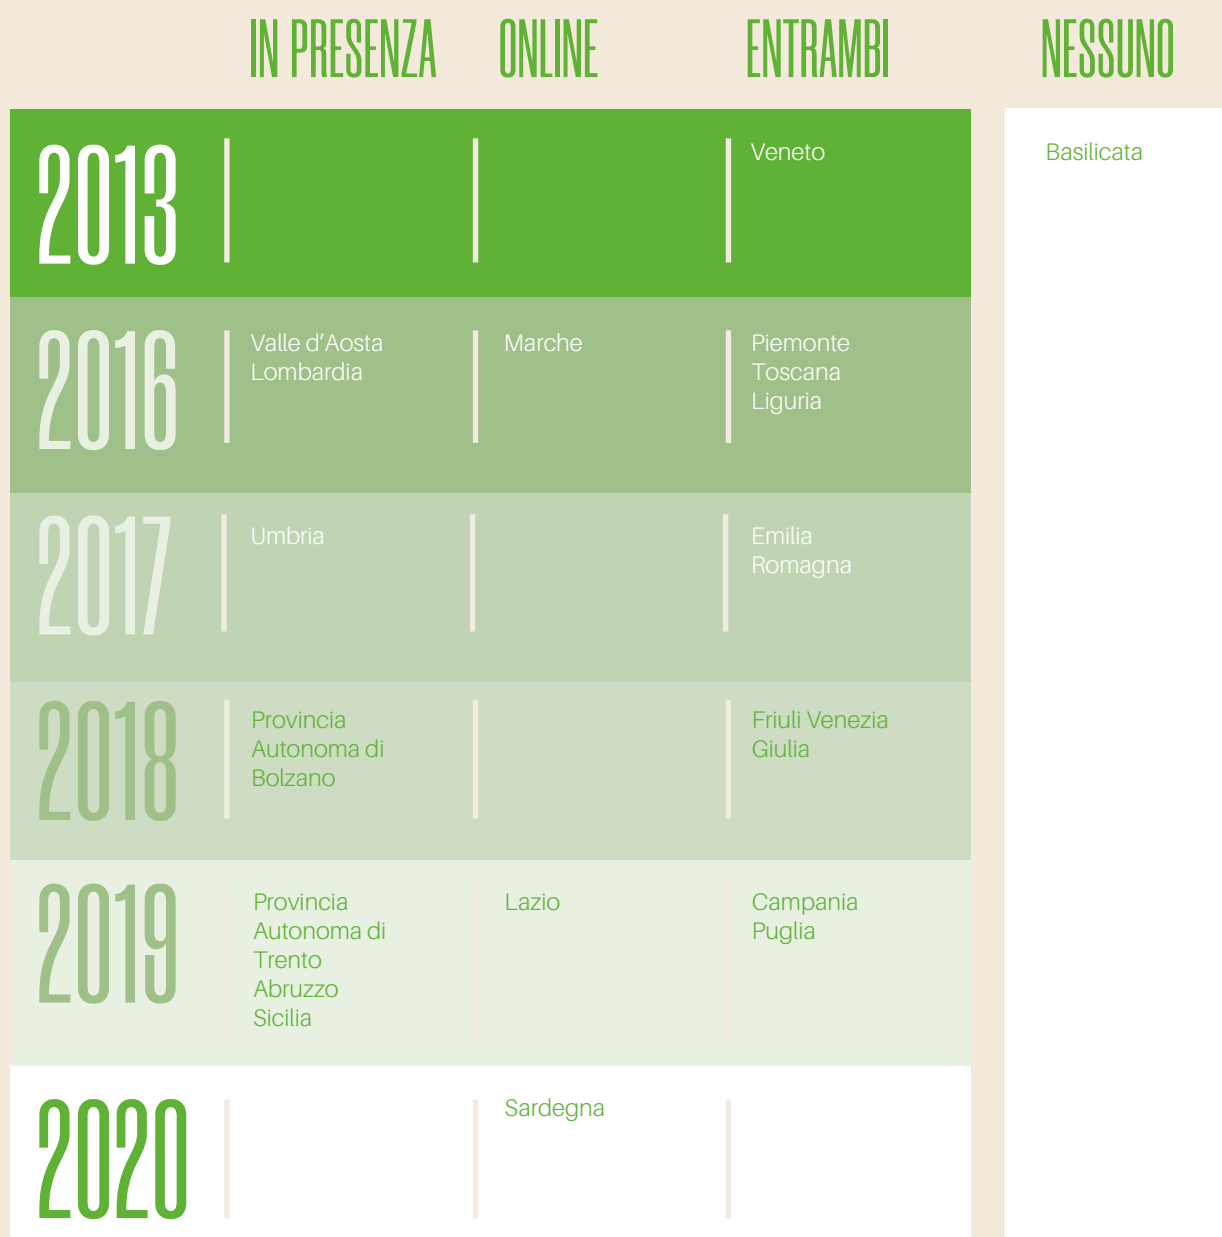 IN PRESENZA ONLINE ENTRAMBI NESSUNO
2013
Veneto
Basilicata
2016
Valle d’Aosta
Lombardia
Marche
Piemonte
Toscana
Liguria
2017
Umbria
Emilia
Romagna
2018
Provincia
Autonoma di
Bolzano
Friuli Venezia
Giulia
2019
Provincia
Autonoma di
Trento
Abruzzo
Sicilia
Lazio
Campania
Puglia
2020
Sardegna